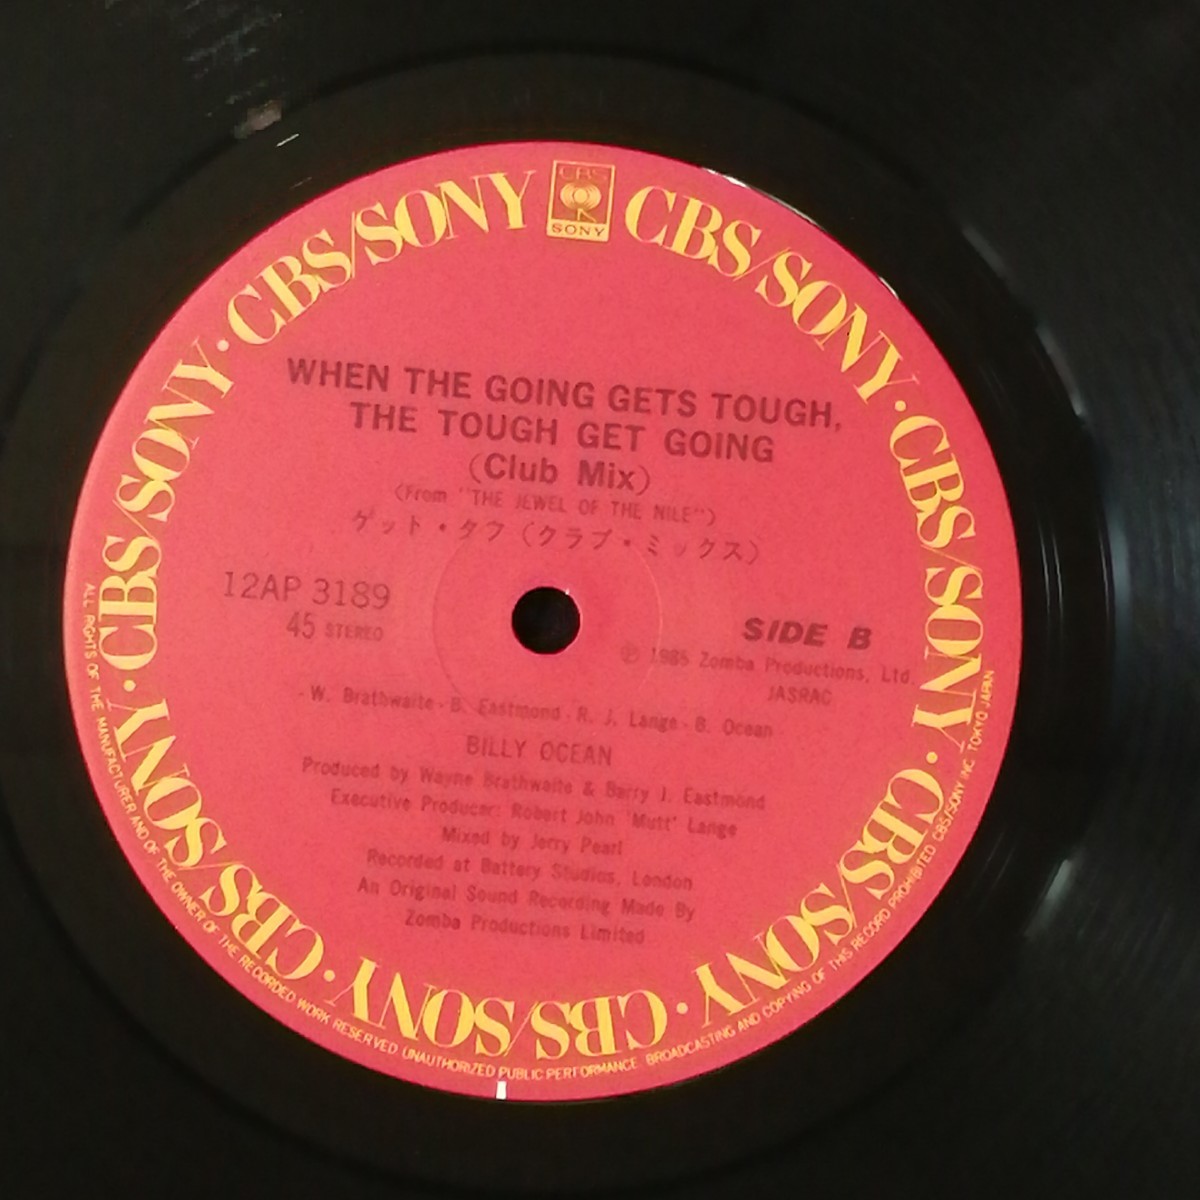 CBS/SONY · CBS/SONY · CBS/SONY · CBS/SONY · CBS/SONY · CBS/SONY · CBS/SONY · CBS/SONY
CBS
SONY
WHEN THE GOING GETS TOUGH,
THE TOUGH GET GOING
(Club Mix)
(From "THE JEWEL OF THE NILE")
ゲット・タフ（クラブ・ミックス）
12AP 3189
45 STEREO
SIDE B
℗ 1985 Zomba Productions, Ltd.
JASRAC
- W. Brathwaite - B. Eastmond - R. J. Lange - B. Ocean
BILLY OCEAN
Produced by Wayne Brathwaite & Barry J. Eastmond
Executive Producer: Robert John 'Mutt' Lange
Mixed by Jerry Pearl
Recorded at Battery Studios, London
An Original Sound Recording Made By
Zomba Productions Limited
ALL RIGHTS OF THE MANUFACTURER AND OF THE OWNER OF THE RECORDED WORK RESERVED UNAUTHORIZED PUBLIC PERFORMANCE BROADCASTING AND COPYING OF THIS RECORD PROHIBITED CBS/SONY INC. TOKYO JAPAN